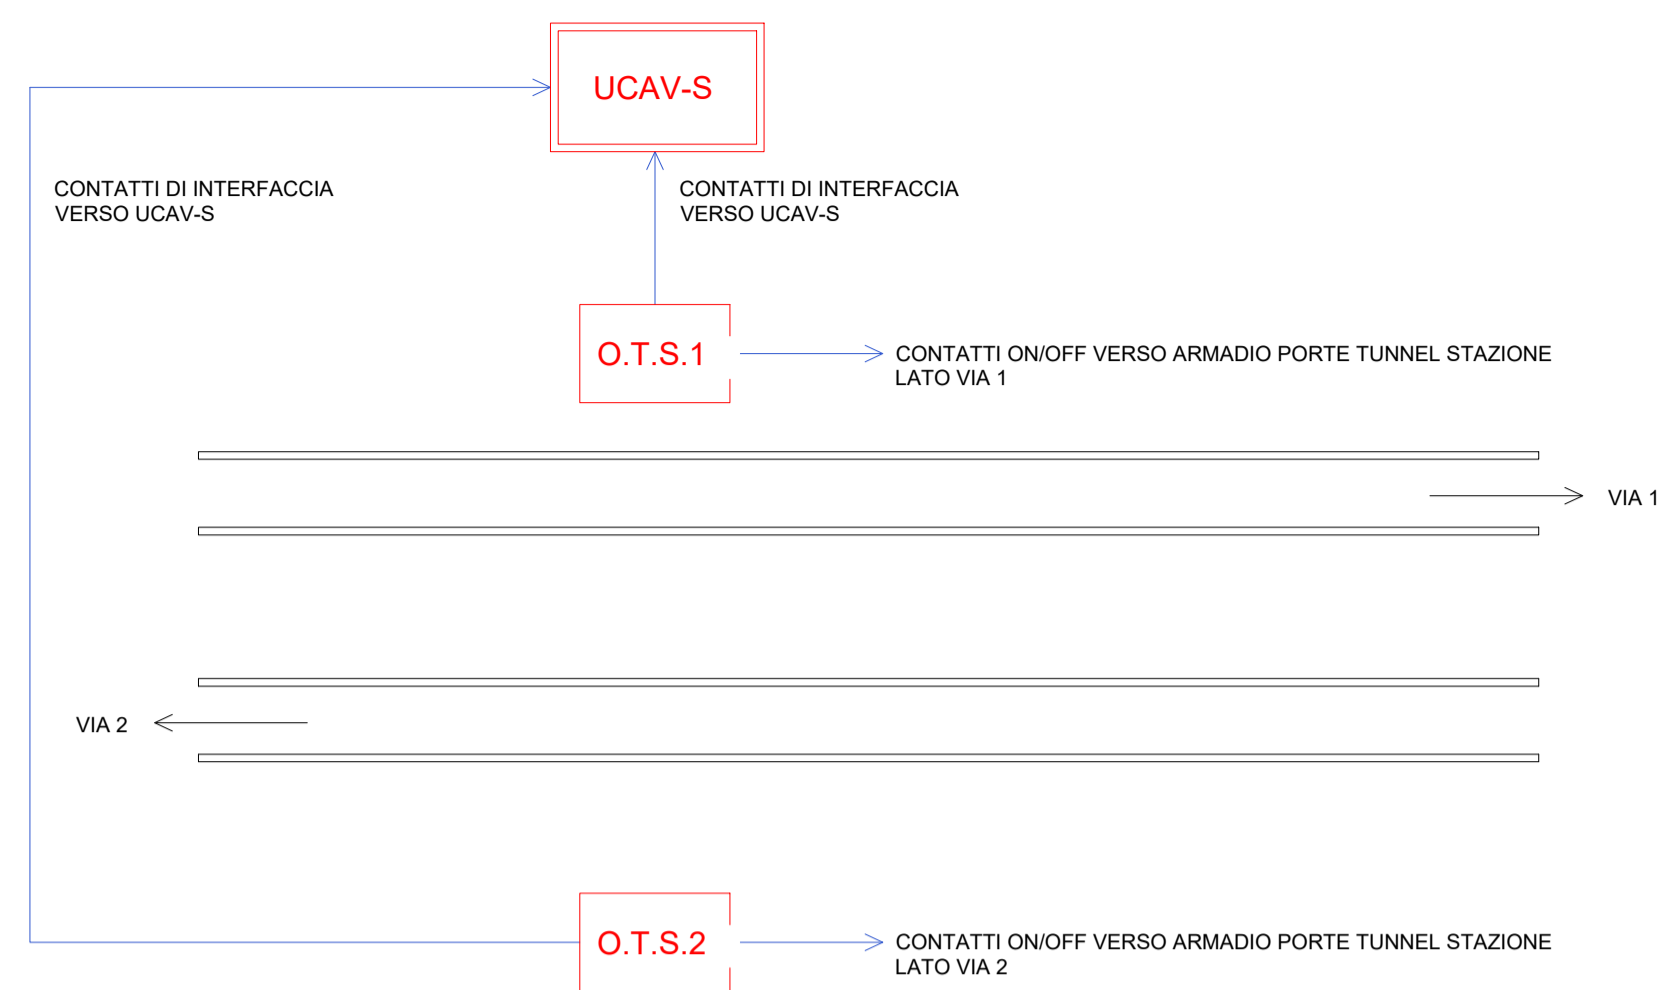 UCAV-S
CONTATTI DI INTERFACCIA
VERSO UCAV-S
CONTATTI DI INTERFACCIA
VERSO UCAV-S
O.T.S.1
CONTATTI ON/OFF VERSO ARMADIO PORTE TUNNEL STAZIONE
LATO VIA 1
VIA 1
VIA 2
O.T.S.2
CONTATTI ON/OFF VERSO ARMADIO PORTE TUNNEL STAZIONE
LATO VIA 2